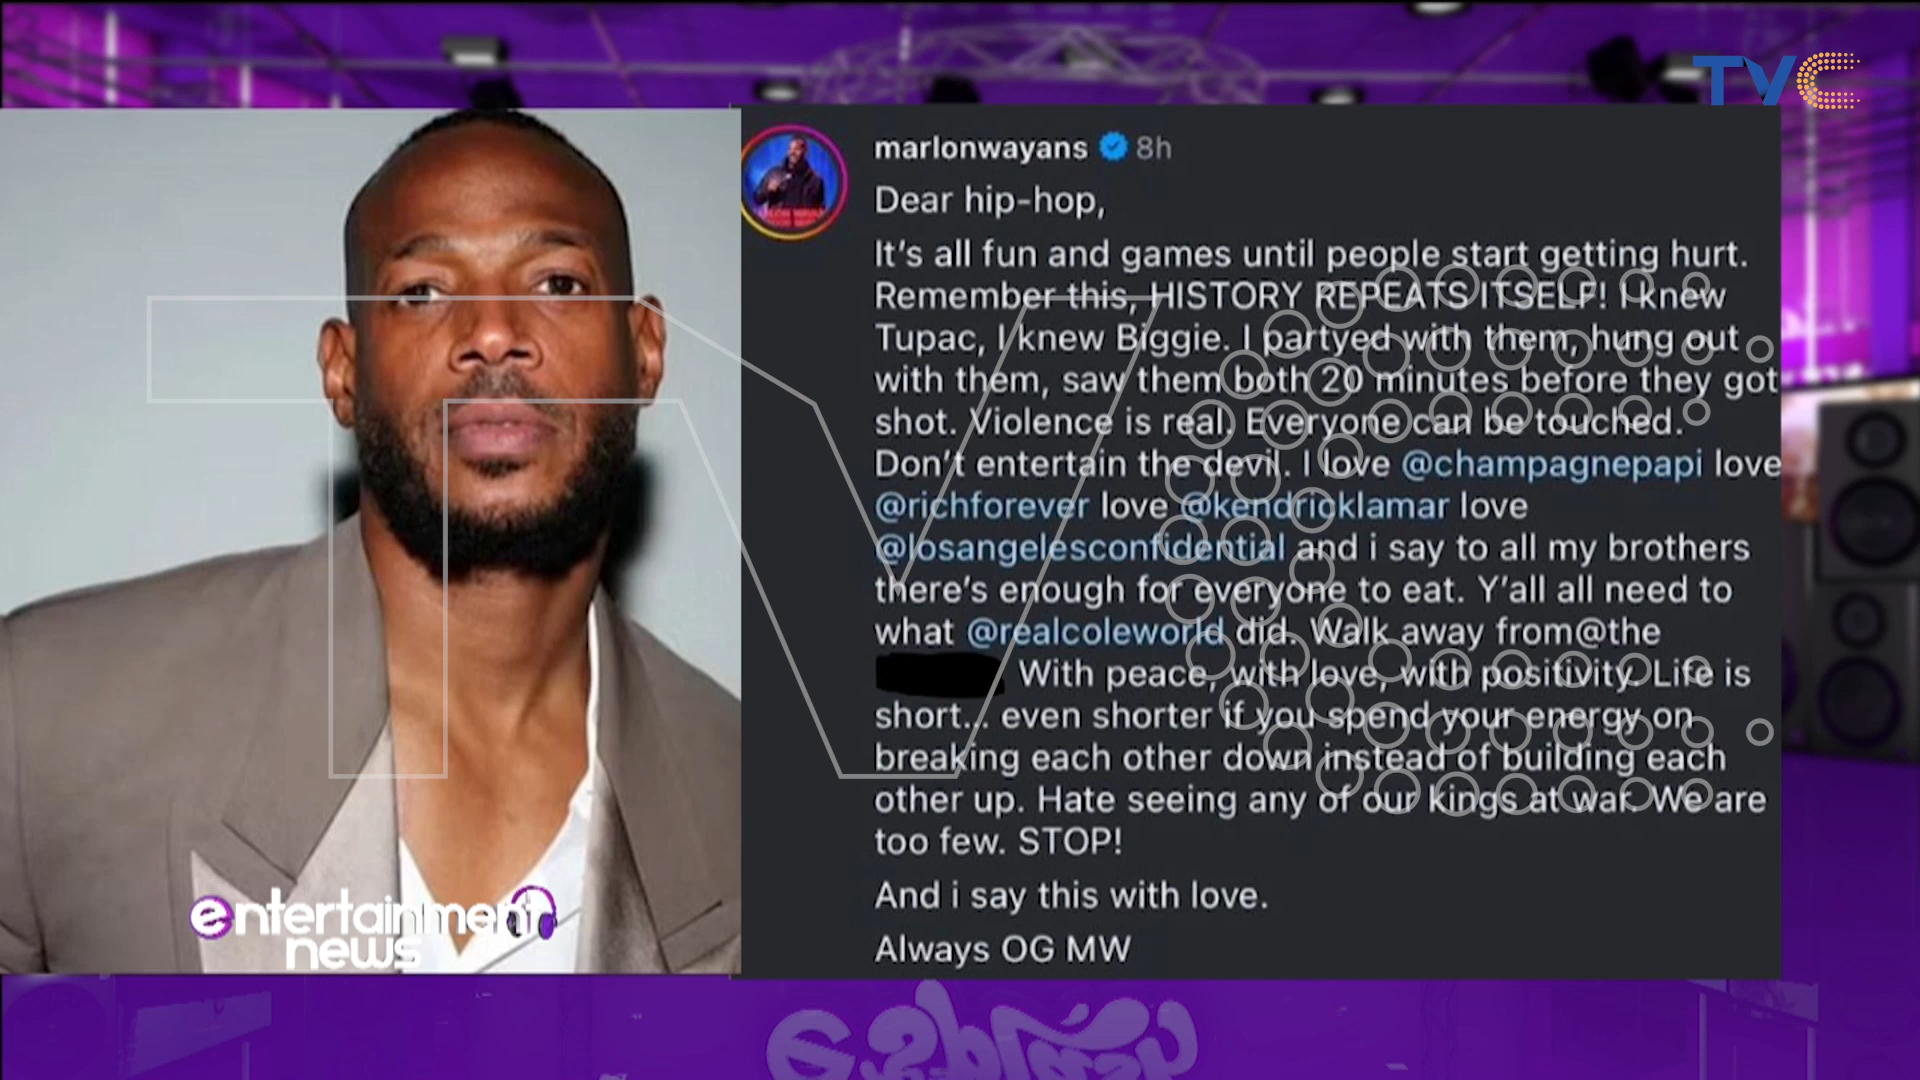 TVC
marlonwayans 8h
Dear hip-hop,
It's all fun and games until people start getting hurt.
Remember this, HISTORY REPEATS ITSELF! I knew
Tupac, I knew Biggie. I partyed with them, hung out
with them, saw them both 20 minutes before they got
shot. Violence is real. Everyone can be touched.
Don't entertain the devil. I love @champagnepapi love
@richforever love @kendricklamar love
@losangelesconfidential and i say to all my brothers
there's enough for everyone to eat. Y'all all need to
what @realcoleworld did. Walk away from@the
With peace, with love, with positivity. Life is
short... even shorter if you spend your energy on
breaking each other down instead of building each
other up. Hate seeing any of our kings at war. We are
too few. STOP!
And i say this with love.
Always OG MW
entertainment
news
TVC